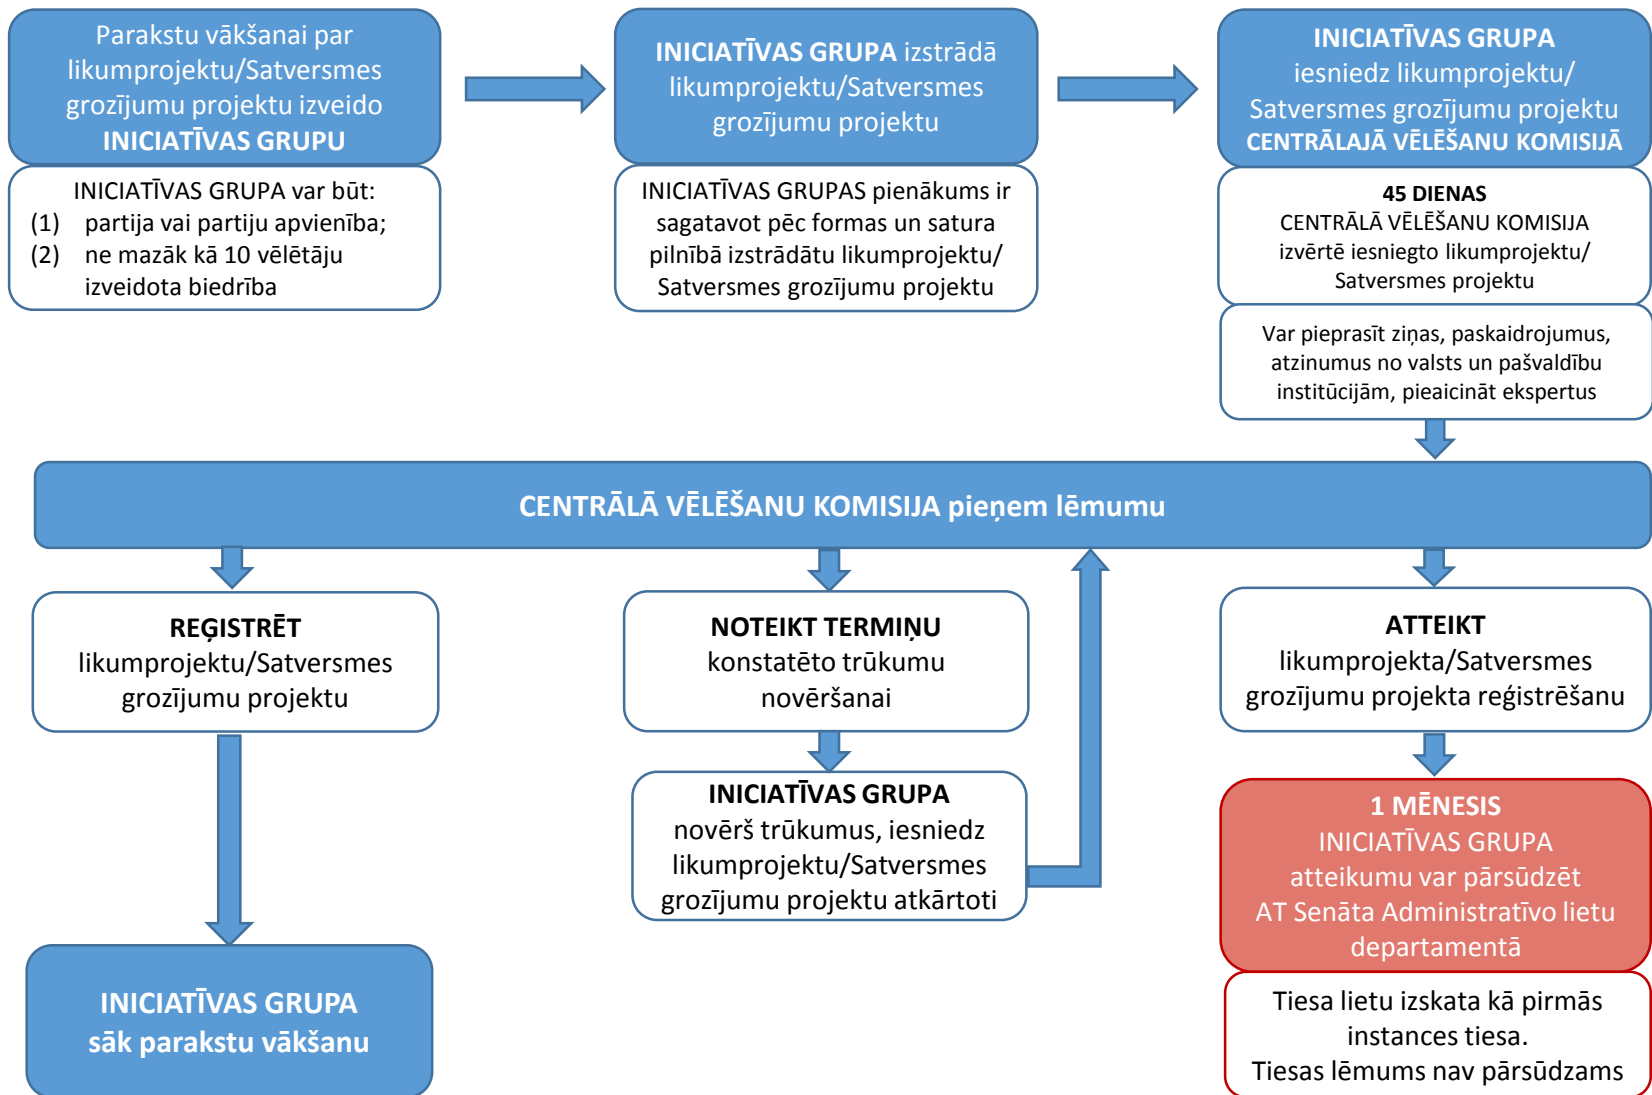 Parakstu vākšanai par
likumprojektu/Satversmes
grozījumu projektu izveido
INICIATĪVAS GRUPU
INICIATĪVAS GRUPA var būt:
(1) partija vai partiju apvienība;
(2) ne mazāk kā 10 vēlētāju
izveidota biedrība
INICIATĪVAS GRUPA izstrādā
likumprojektu/Satversmes
grozījumu projektu
INICIATĪVAS GRUPAS pienākums ir
sagatavot pēc formas un satura
pilnībā izstrādātu likumprojektu/
Satversmes grozījumu projektu
INICIATĪVAS GRUPA
iesniedz likumprojektu/
Satversmes grozījumu projektu
CENTRĀLAJĀ VĒLĒŠANU KOMISIJĀ
45 DIENAS
CENTRĀLĀ VĒLĒŠANU KOMISIJA
izvērtē iesniegto likumprojektu/
Satversmes projektu
Var pieprasīt ziņas, paskaidrojumus,
atzinumus no valsts un pašvaldību
institūcijām, pieaicināt ekspertus
CENTRĀLĀ VĒLĒŠANU KOMISIJA pieņem lēmumu
REĢISTRĒT
likumprojektu/Satversmes
grozījumu projektu
INICIATĪVAS GRUPA
sāk parakstu vākšanu
NOTEIKT TERMIŅU
konstatēto trūkumu
novēršanai
INICIATĪVAS GRUPA
novērš trūkumus, iesniedz
likumprojektu/Satversmes
grozījumu projektu atkārtoti
ATTEIKT
likumprojekta/Satversmes
grozījumu projekta reģistrēšanu
1 MĒNESIS
INICIATĪVAS GRUPA
atteikumu var pārsūdzēt
AT Senāta Administratīvo lietu
departamentā
Tiesa lietu izskata kā pirmās
instances tiesa.
Tiesas lēmums nav pārsūdzams